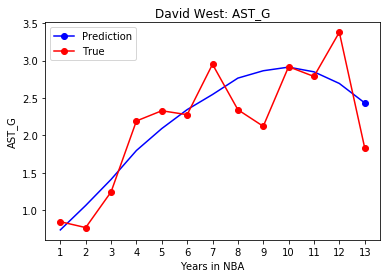 David West: AST_G
Prediction
True
3.5
3.0
2.5
2.0
1.5
1.0
AST_G
1 2 3 4 5 6 7 8 9 10 11 12 13
Years in NBA